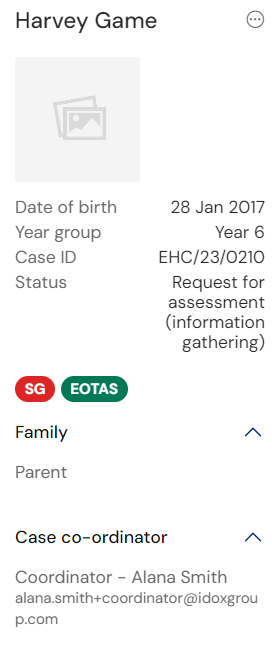 Harvey Game
Date of birth 28 Jan 2017
Year group Year 6
Case ID EHC/23/0210
Status Request for
assessment
(information
gathering)
SG EOTAS
Family
Parent
Case co-ordinator
Coordinator - Alana Smith
alana.smith+coordinator@idoxgrou
p.com